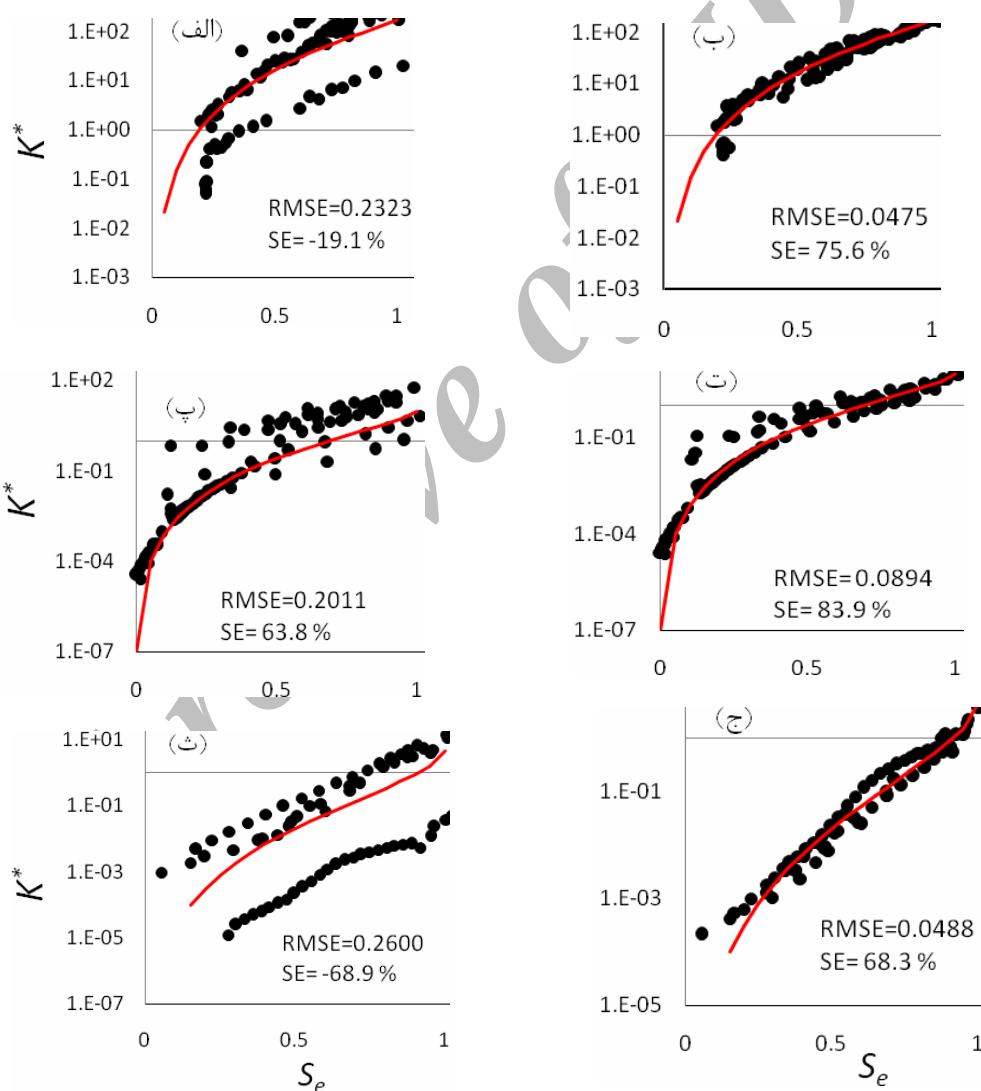 1.E+02
1.E+01
1.E+00
1.E-01
1.E-02
1.E-03
K*
(الف)
RMSE=0.2323
SE= -19.1 %
0
0.5
1
1.E+02
1.E+01
1.E+00
1.E-01
1.E-02
1.E-03
(ب)
RMSE=0.0475
SE= 75.6 %
0
0.5
1
1.E+02
1.E-01
1.E-04
1.E-07
K*
(پ)
RMSE=0.2011
SE= 63.8 %
0
0.5
1
1.E-01
1.E-04
1.E-07
(ت)
RMSE= 0.0894
SE= 83.9 %
0
0.5
1
1.E+01
1.E-01
1.E-03
1.E-05
1.E-07
K*
(ث)
RMSE=0.2600
SE= -68.9 %
0
0.5
1
Se
1.E-01
1.E-03
1.E-05
(ج)
RMSE=0.0488
SE= 68.3 %
0
0.5
1
Se